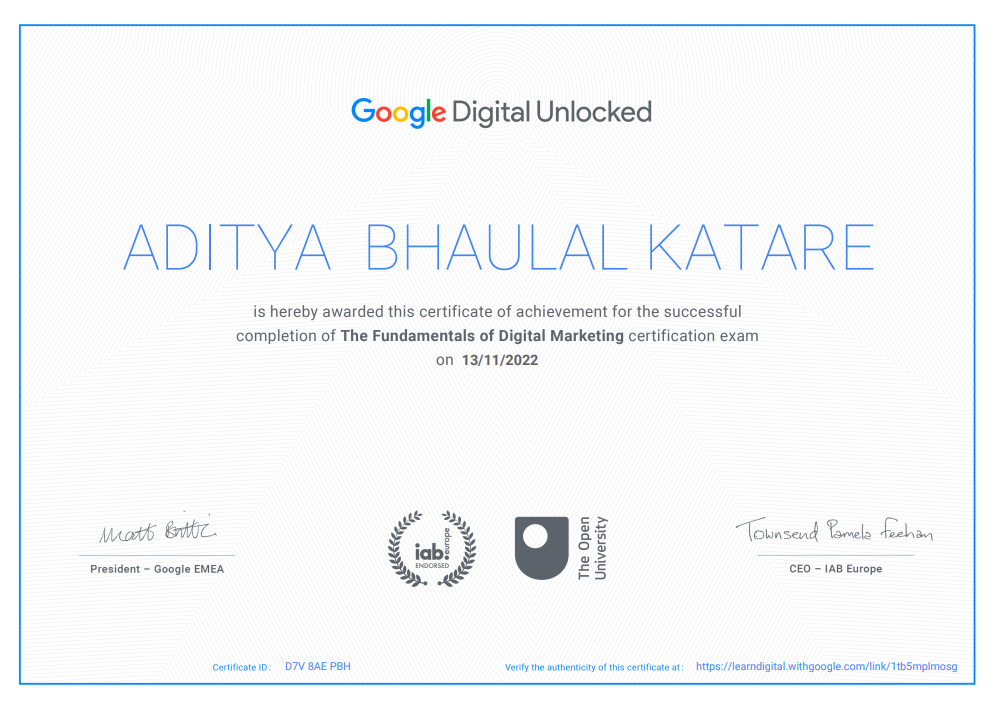 Google Digital Unlocked
ADITYA BHAULAL KATARE
is hereby awarded this certificate of achievement for the successful
completion of The Fundamentals of Digital Marketing certification exam
on 13/11/2022
Matt Brittin
President – Google EMEA
iab.europe
ENDORSED
The Open
University
Townsend Pamela Feehan
CEO – IAB Europe
Certificate ID: D7V 8AE PBH
Verify the authenticity of this certificate at: https://learndigital.withgoogle.com/link/1tb5mplmosg